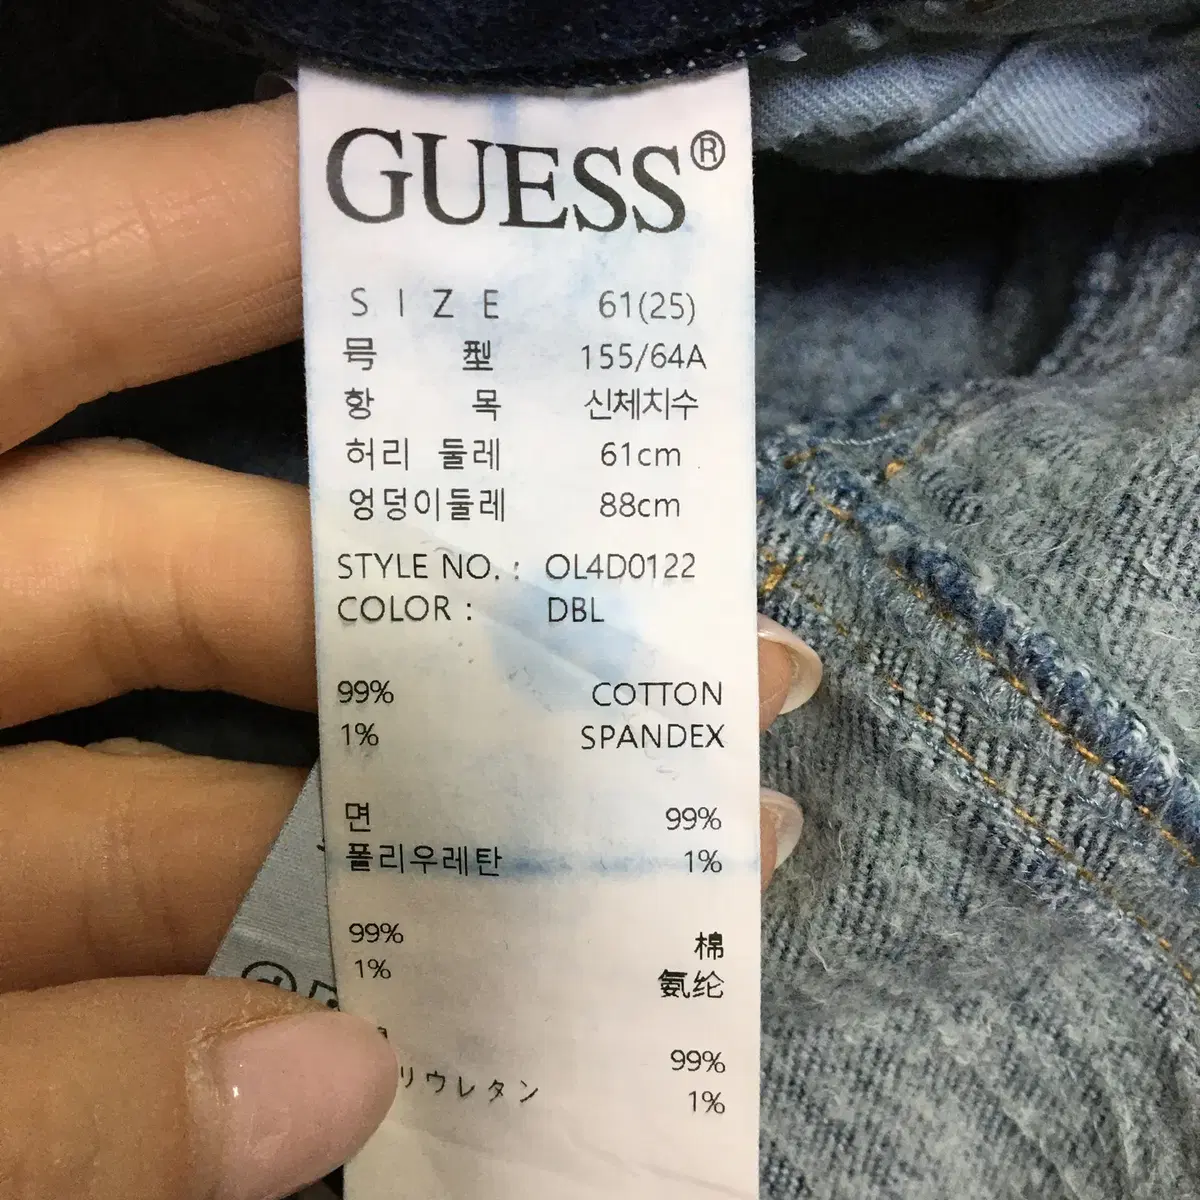 GUESS®
SIZE 61(25)
号 型 155/64A
항 목 신체치수
허리 둘레 61cm
엉덩이둘레 88cm
STYLE NO. : OL4D0122
COLOR : DBL
99% COTTON
1% SPANDEX
면 99%
폴리우레탄 1%
99% 棉
1% 氨纶
99%
リウレタン 1%